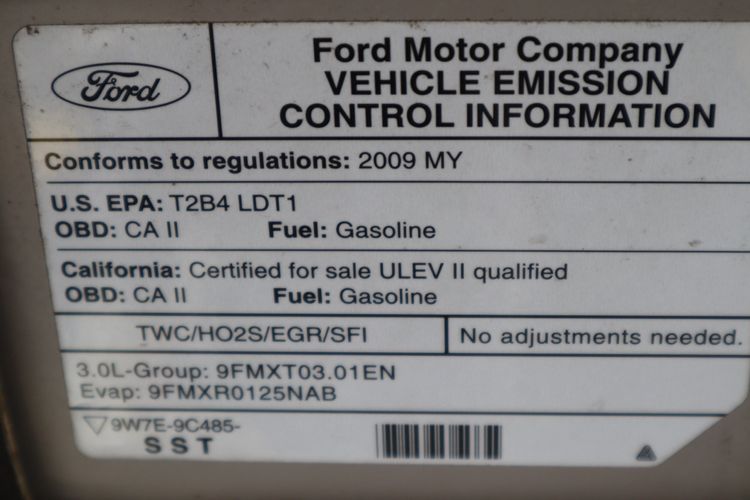 Ford
Ford Motor Company
VEHICLE EMISSION
CONTROL INFORMATION
Conforms to regulations: 2009 MY
U.S. EPA: T2B4 LDT1
OBD: CA II Fuel: Gasoline
California: Certified for sale ULEV II qualified
OBD: CA II Fuel: Gasoline
TWC/HO2S/EGR/SFI
No adjustments needed.
3.0L-Group: 9FMXT03.01EN
Evap: 9FMXR0125NAB
9W7E-9C485-
SST